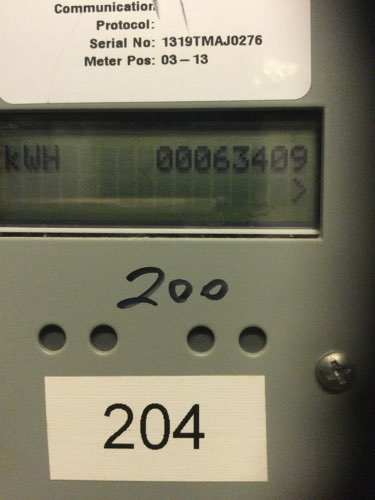 Communication
Protocol:
Serial No: 1319TMAJ0276
Meter Pos: 03-13
kWH 00063409
>
200
204